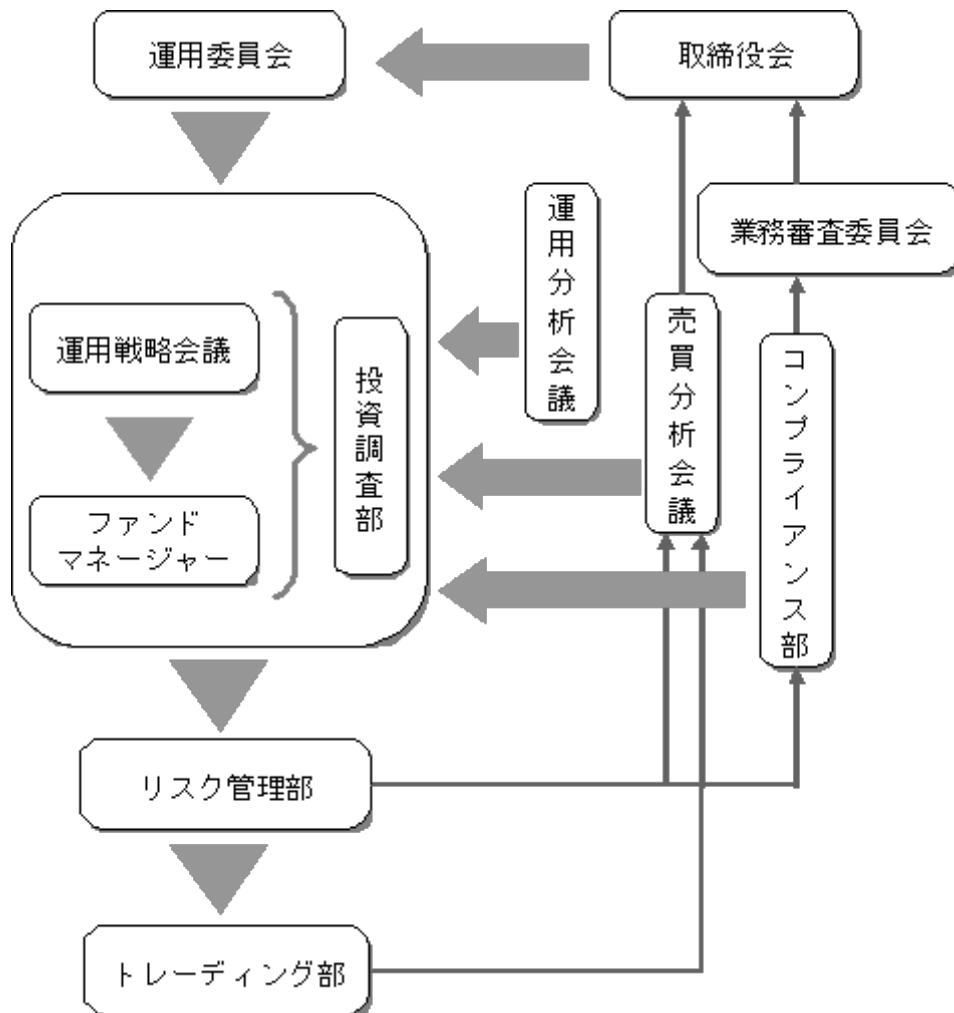 運用委員会
取締役会
業務審査委員会
運用分析会議
売買分析会議
コンプライアンス部
運用戦略会議
投資調査部
ファンド
マネージャー
リスク管理部
トレーディング部